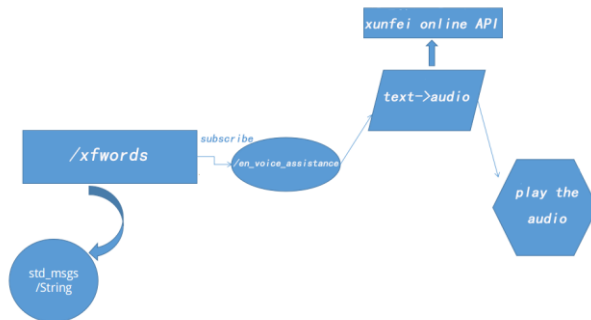 xunfei online API
text->audio
subscribe
/xfwords
/en_voice_assistance
play the
audio
std_msgs
/String